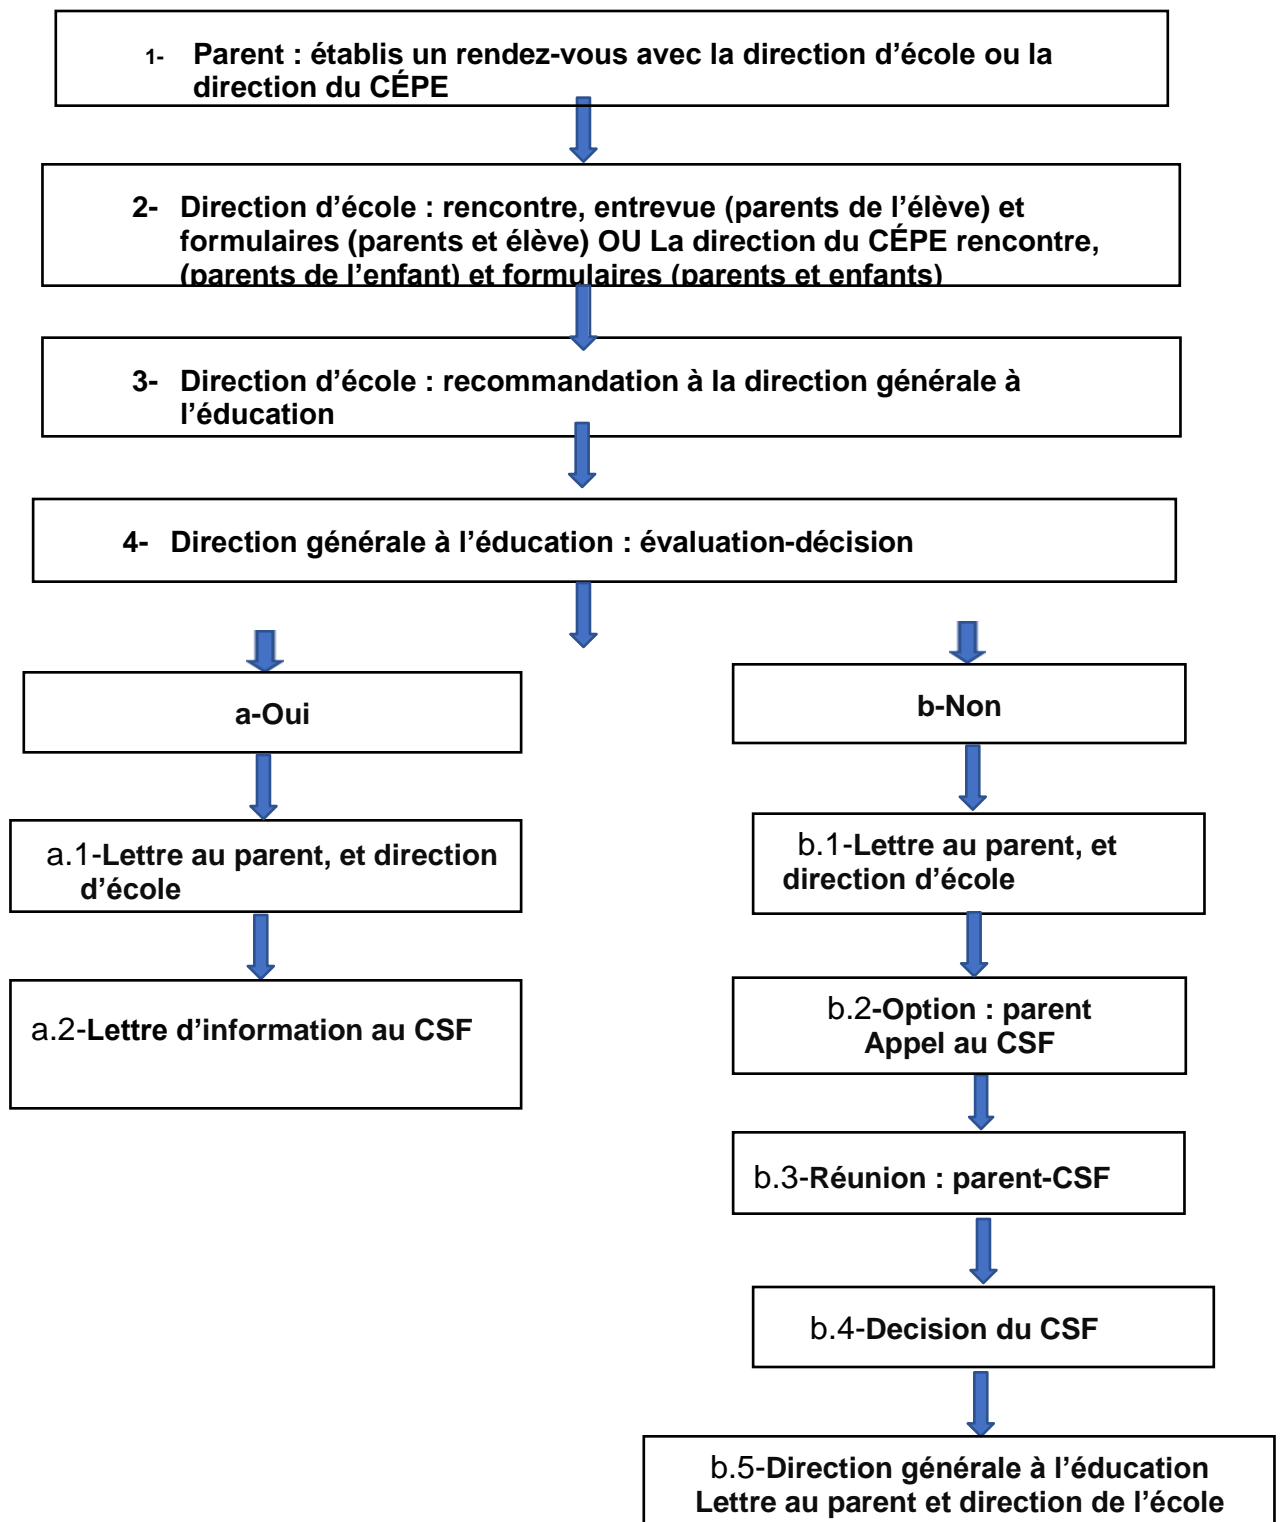 1- Parent : établis un rendez-vous avec la direction d’école ou la
direction du CÉPE
2- Direction d’école : rencontre, entrevue (parents de l’élève) et
formulaires (parents et élève) OU La direction du CÉPE rencontre,
(parents de l’enfant) et formulaires (parents et enfants)
3- Direction d’école : recommandation à la direction générale à
l’éducation
4- Direction générale à l’éducation : évaluation-décision
a-Oui
a.1-Lettre au parent, et direction
d’école
a.2-Lettre d’information au CSF
b-Non
b.1-Lettre au parent, et
direction d’école
b.2-Option : parent
Appel au CSF
b.3-Réunion : parent-CSF
b.4-Decision du CSF
b.5-Direction générale à l’éducation
Lettre au parent et direction de l’école